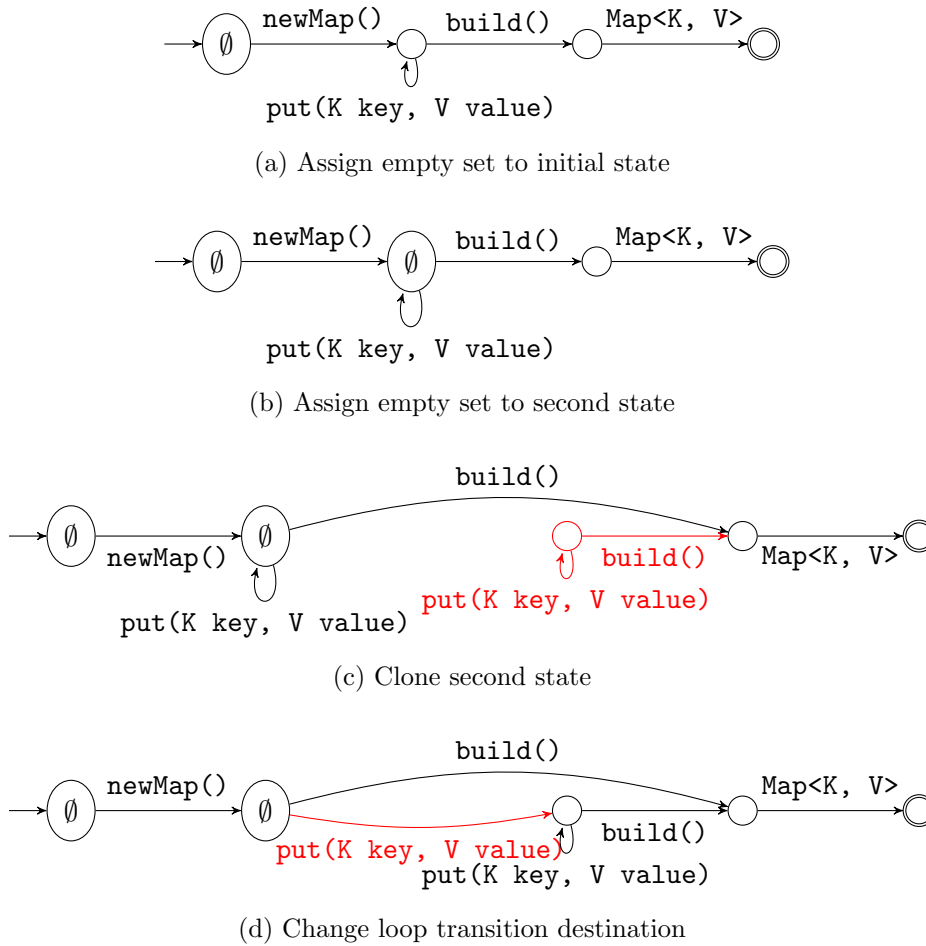 newMap() build() Map<K, V>
∅
put(K key, V value)
(a) Assign empty set to initial state
newMap() build() Map<K, V>
∅ ∅
put(K key, V value)
(b) Assign empty set to second state
build()
∅ ∅
newMap() build() Map<K, V>
put(K key, V value) put(K key, V value)
(c) Clone second state
build()
newMap() Map<K, V>
∅ ∅
build()
put(K key, V value)
put(K key, V value)
(d) Change loop transition destination